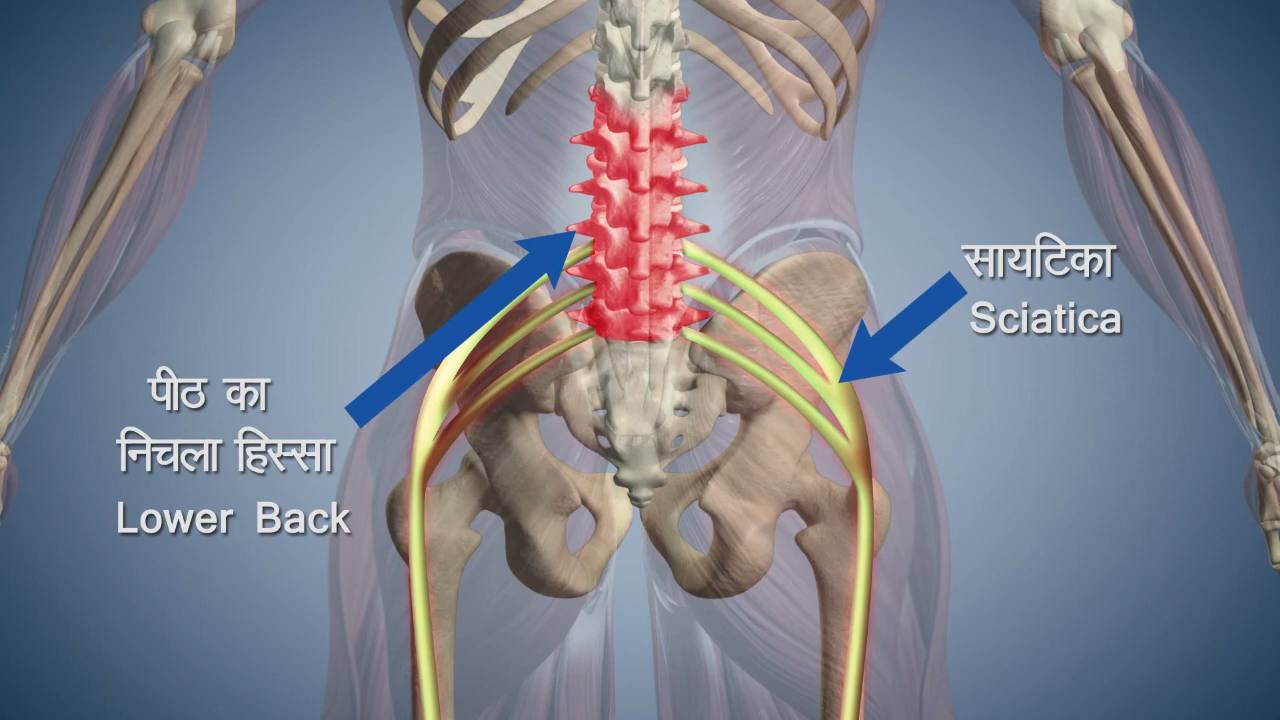 पीठ का
निचला हिस्सा
Lower Back
सायटिका
Sciatica